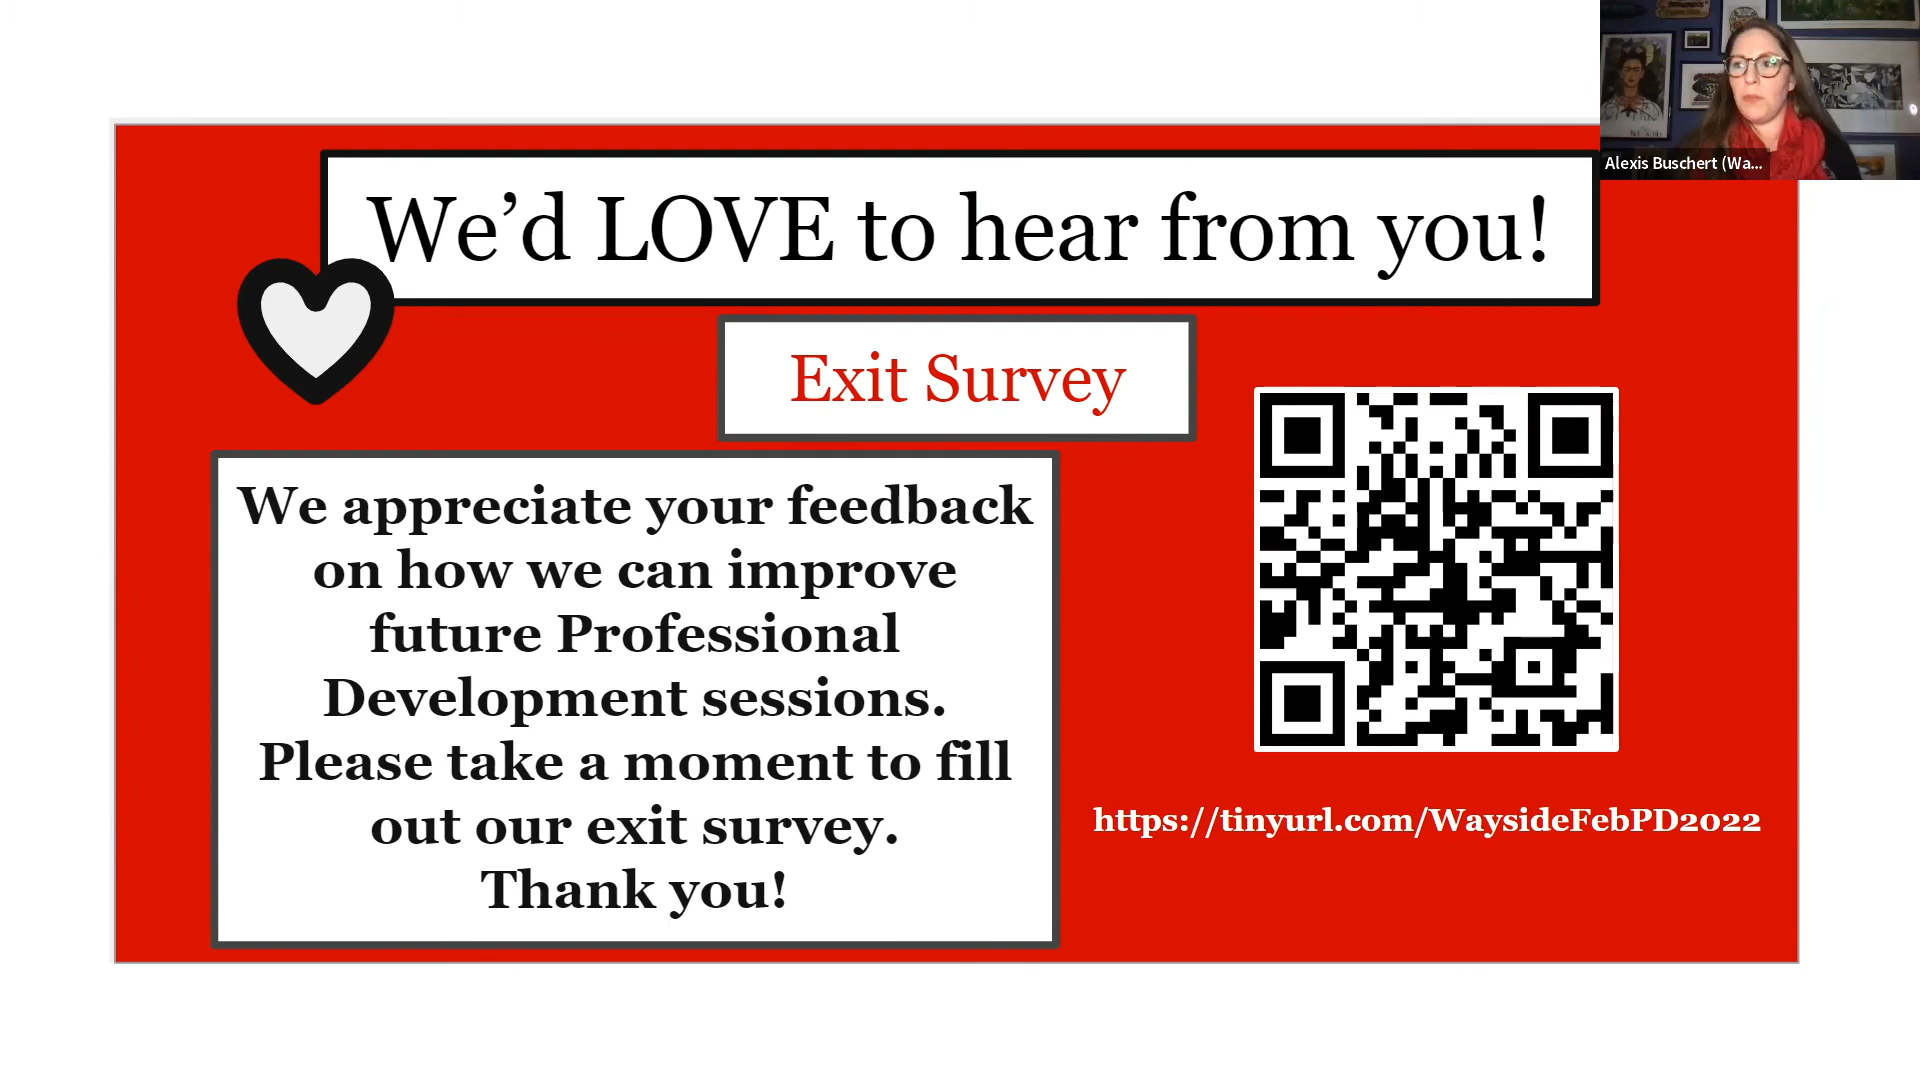 We’d LOVE to hear from you!
Alexis Buschert (Wa...
Exit Survey
We appreciate your feedback
on how we can improve
future Professional
Development sessions.
Please take a moment to fill
out our exit survey.
Thank you!
https://tinyurl.com/WaysideFebPD2022